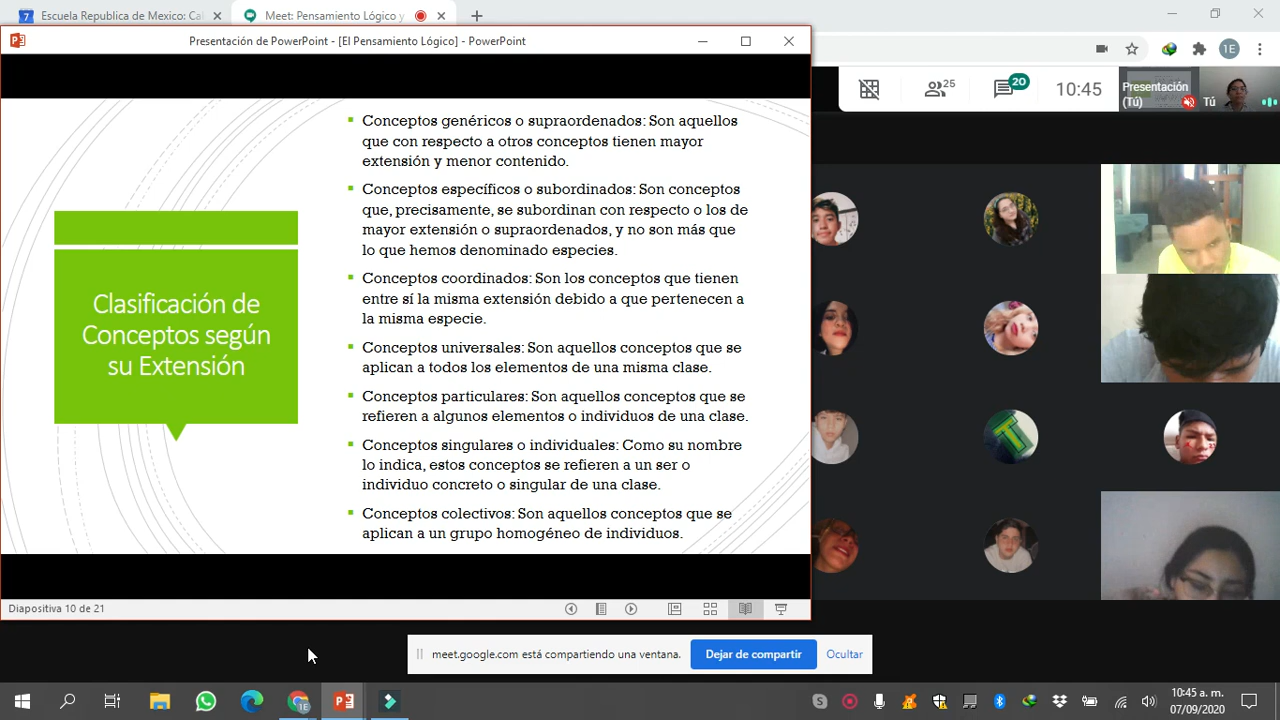 Escuela Republica de Mexico: Cal
Meet: Pensamiento Lógico y
Presentación de PowerPoint - [El Pensamiento Lógico] - PowerPoint
1E
25
20
10:45
Presentación
(Tú)
Tú
Clasificación de
Conceptos según
su Extensión
Conceptos genéricos o supraordenados: Son aquellos
que con respecto a otros conceptos tienen mayor
extensión y menor contenido.
Conceptos específicos o subordinados: Son conceptos
que, precisamente, se subordinan con respecto o los de
mayor extensión o supraordenados, y no son más que
lo que hemos denominado especies.
Conceptos coordinados: Son los conceptos que tienen
entre sí la misma extensión debido a que pertenecen a
la misma especie.
Conceptos universales: Son aquellos conceptos que se
aplican a todos los elementos de una misma clase.
Conceptos particulares: Son aquellos conceptos que se
refieren a algunos elementos o individuos de una clase.
Conceptos singulares o individuales: Como su nombre
lo indica, estos conceptos se refieren a un ser o
individuo concreto o singular de una clase.
Conceptos colectivos: Son aquellos conceptos que se
aplican a un grupo homogéneo de individuos.
T
Diapositiva 10 de 21
meet.google.com está compartiendo una ventana.
Dejar de compartir
Ocultar
10:45 a. m.
07/09/2020